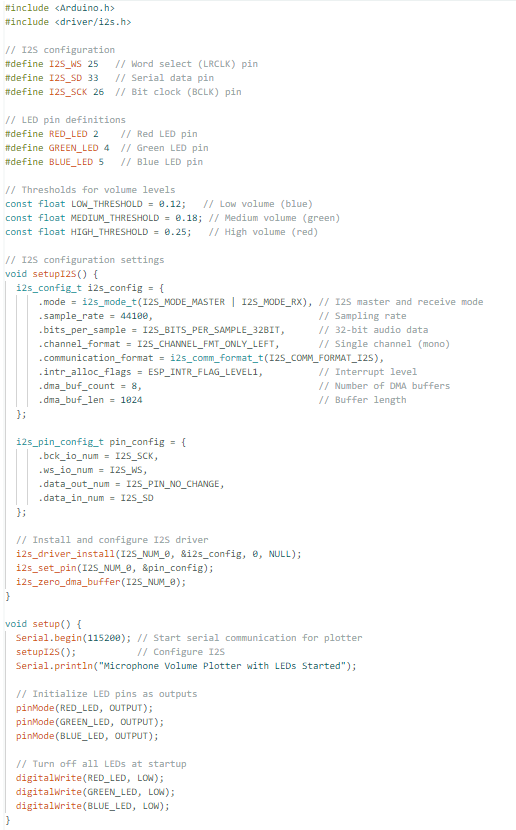 #include <Arduino.h>
#include <driver/i2s.h>
// I2S configuration
#define I2S_WS 25   // Word select (LRCLK) pin
#define I2S_SD 33   // Serial data pin
#define I2S_SCK 26  // Bit clock (BCLK) pin
// LED pin definitions
#define RED_LED 2    // Red LED pin
#define GREEN_LED 4  // Green LED pin
#define BLUE_LED 5   // Blue LED pin
// Thresholds for volume levels
const float LOW_THRESHOLD = 0.12;   // Low volume (blue)
const float MEDIUM_THRESHOLD = 0.18; // Medium volume (green)
const float HIGH_THRESHOLD = 0.25;   // High volume (red)
// I2S configuration settings
void setupI2S() {
  i2s_config_t i2s_config = {
      .mode = i2s_mode_t(I2S_MODE_MASTER | I2S_MODE_RX), // I2S master and receive mode
      .sample_rate = 44100,                              // Sampling rate
      .bits_per_sample = I2S_BITS_PER_SAMPLE_32BIT,      // 32-bit audio data
      .channel_format = I2S_CHANNEL_FMT_ONLY_LEFT,       // Single channel (mono)
      .communication_format = i2s_comm_format_t(I2S_COMM_FORMAT_I2S),
      .intr_alloc_flags = ESP_INTR_FLAG_LEVEL1,          // Interrupt level
      .dma_buf_count = 8,                                // Number of DMA buffers
      .dma_buf_len = 1024                                // Buffer length
  };
  i2s_pin_config_t pin_config = {
      .bck_io_num = I2S_SCK,
      .ws_io_num = I2S_WS,
      .data_out_num = I2S_PIN_NO_CHANGE,
      .data_in_num = I2S_SD
  };
  // Install and configure I2S driver
  i2s_driver_install(I2S_NUM_0, &i2s_config, 0, NULL);
  i2s_set_pin(I2S_NUM_0, &pin_config);
  i2s_zero_dma_buffer(I2S_NUM_0);
}
void setup() {
  Serial.begin(115200); // Start serial communication for plotter
  setupI2S();           // Configure I2S
  Serial.println("Microphone Volume Plotter with LEDs Started");
  // Initialize LED pins as outputs
  pinMode(RED_LED, OUTPUT);
  pinMode(GREEN_LED, OUTPUT);
  pinMode(BLUE_LED, OUTPUT);
  // Turn off all LEDs at startup
  digitalWrite(RED_LED, LOW);
  digitalWrite(GREEN_LED, LOW);
  digitalWrite(BLUE_LED, LOW);
}